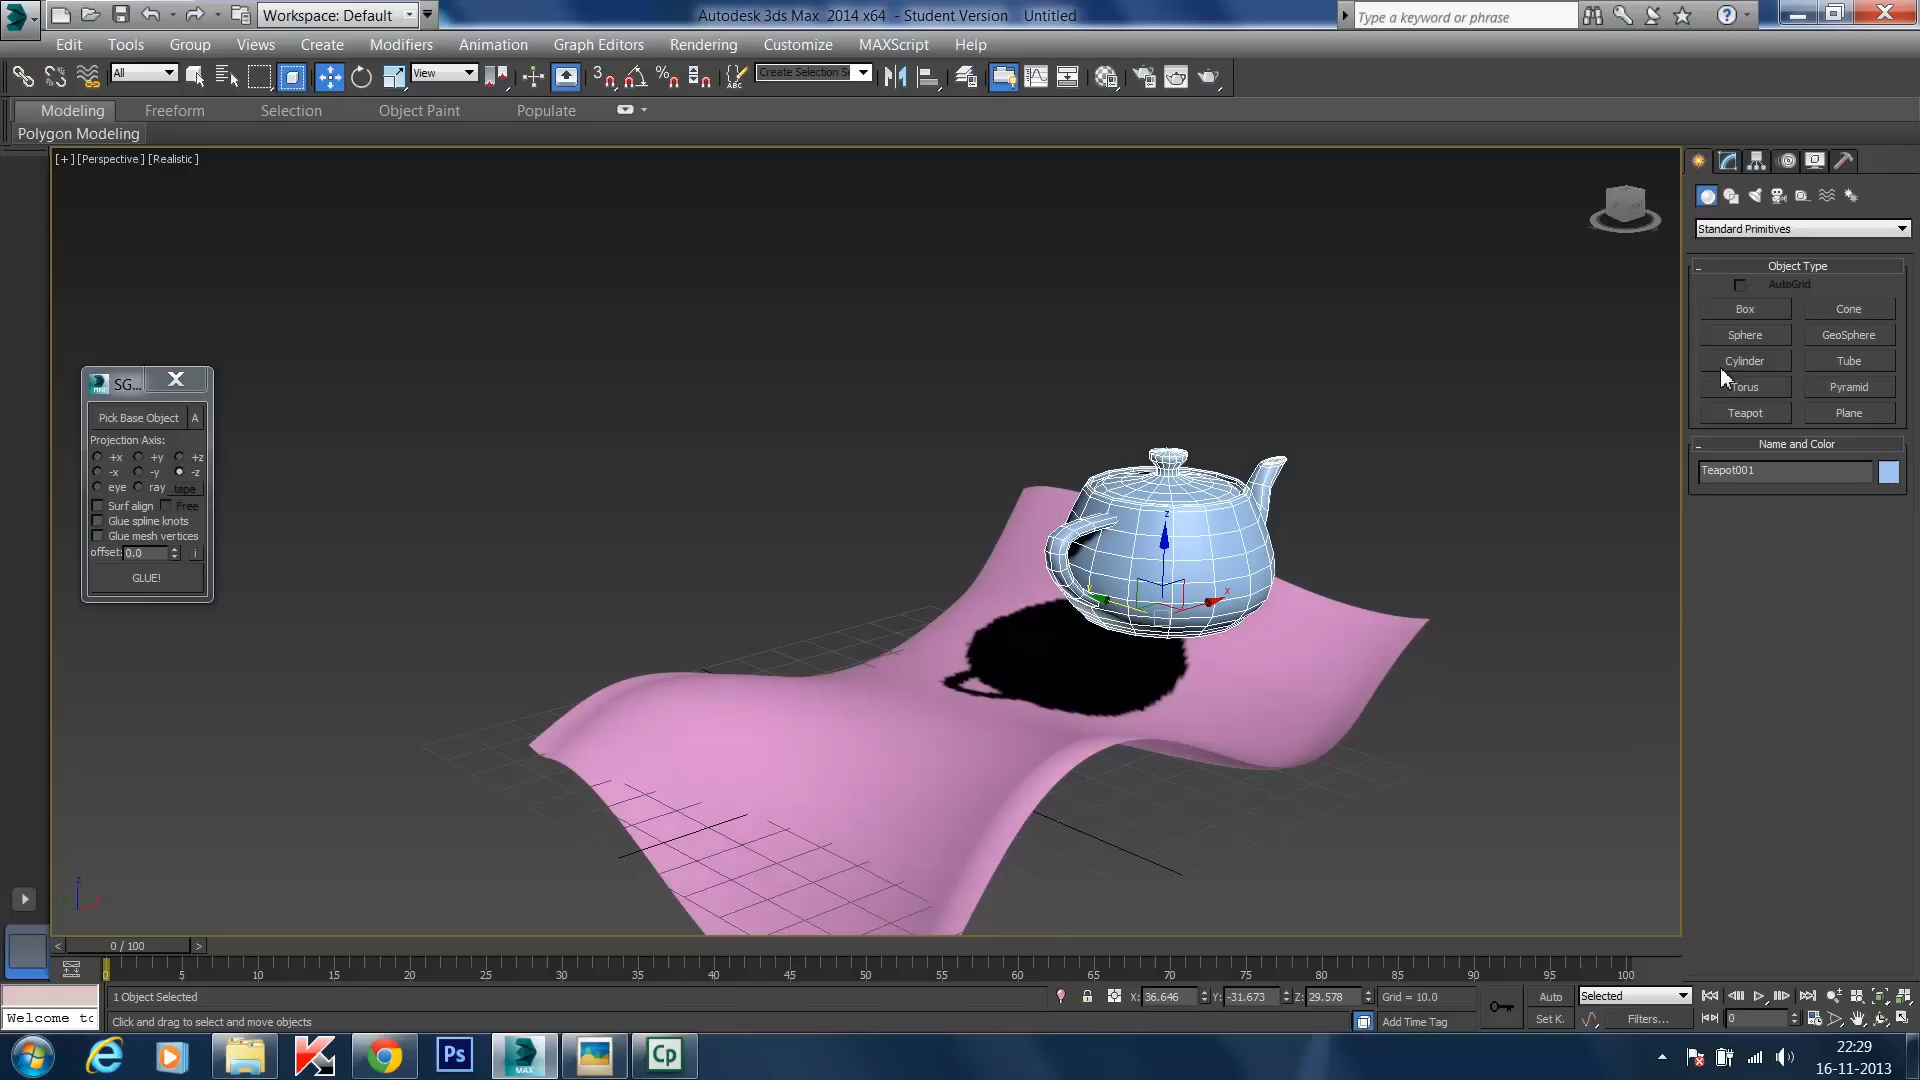 Workspace: Default
Autodesk 3ds Max 2014 x64 - Student Version Untitled
Type a keyword or phrase
Edit Tools Group Views Create Modifiers Animation Graph Editors Rendering Customize MAXScript Help
All
View
Create Selection S
Modeling Freeform Selection Object Paint Populate
Polygon Modeling
[+] [Perspective] [Realistic]
Standard Primitives
Object Type
AutoGrid
Box Cone
Sphere GeoSphere
Cylinder Tube
Torus Pyramid
Teapot Plane
Name and Color
Teapot001
SG...
Pick Base Object A
Projection Axis:
+x +y +z
-x -y -z
eye ray tape
Surf align Free
Glue spline knots
Glue mesh vertices
offset: 0.0 i
GLUE!
z
x
y
z
0 / 100
0 5 10 15 20 25 30 35 40 45 50 55 60 65 70 75 80 85 90 95 100
1 Object Selected
X: 36.646 Y: -31.673 Z: 29.578 Grid = 10.0
Auto Selected
Welcome to
Click and drag to select and move objects
Add Time Tag
Set K. Filters... 0
Ps
MAX
Cp
22:29
16-11-2013